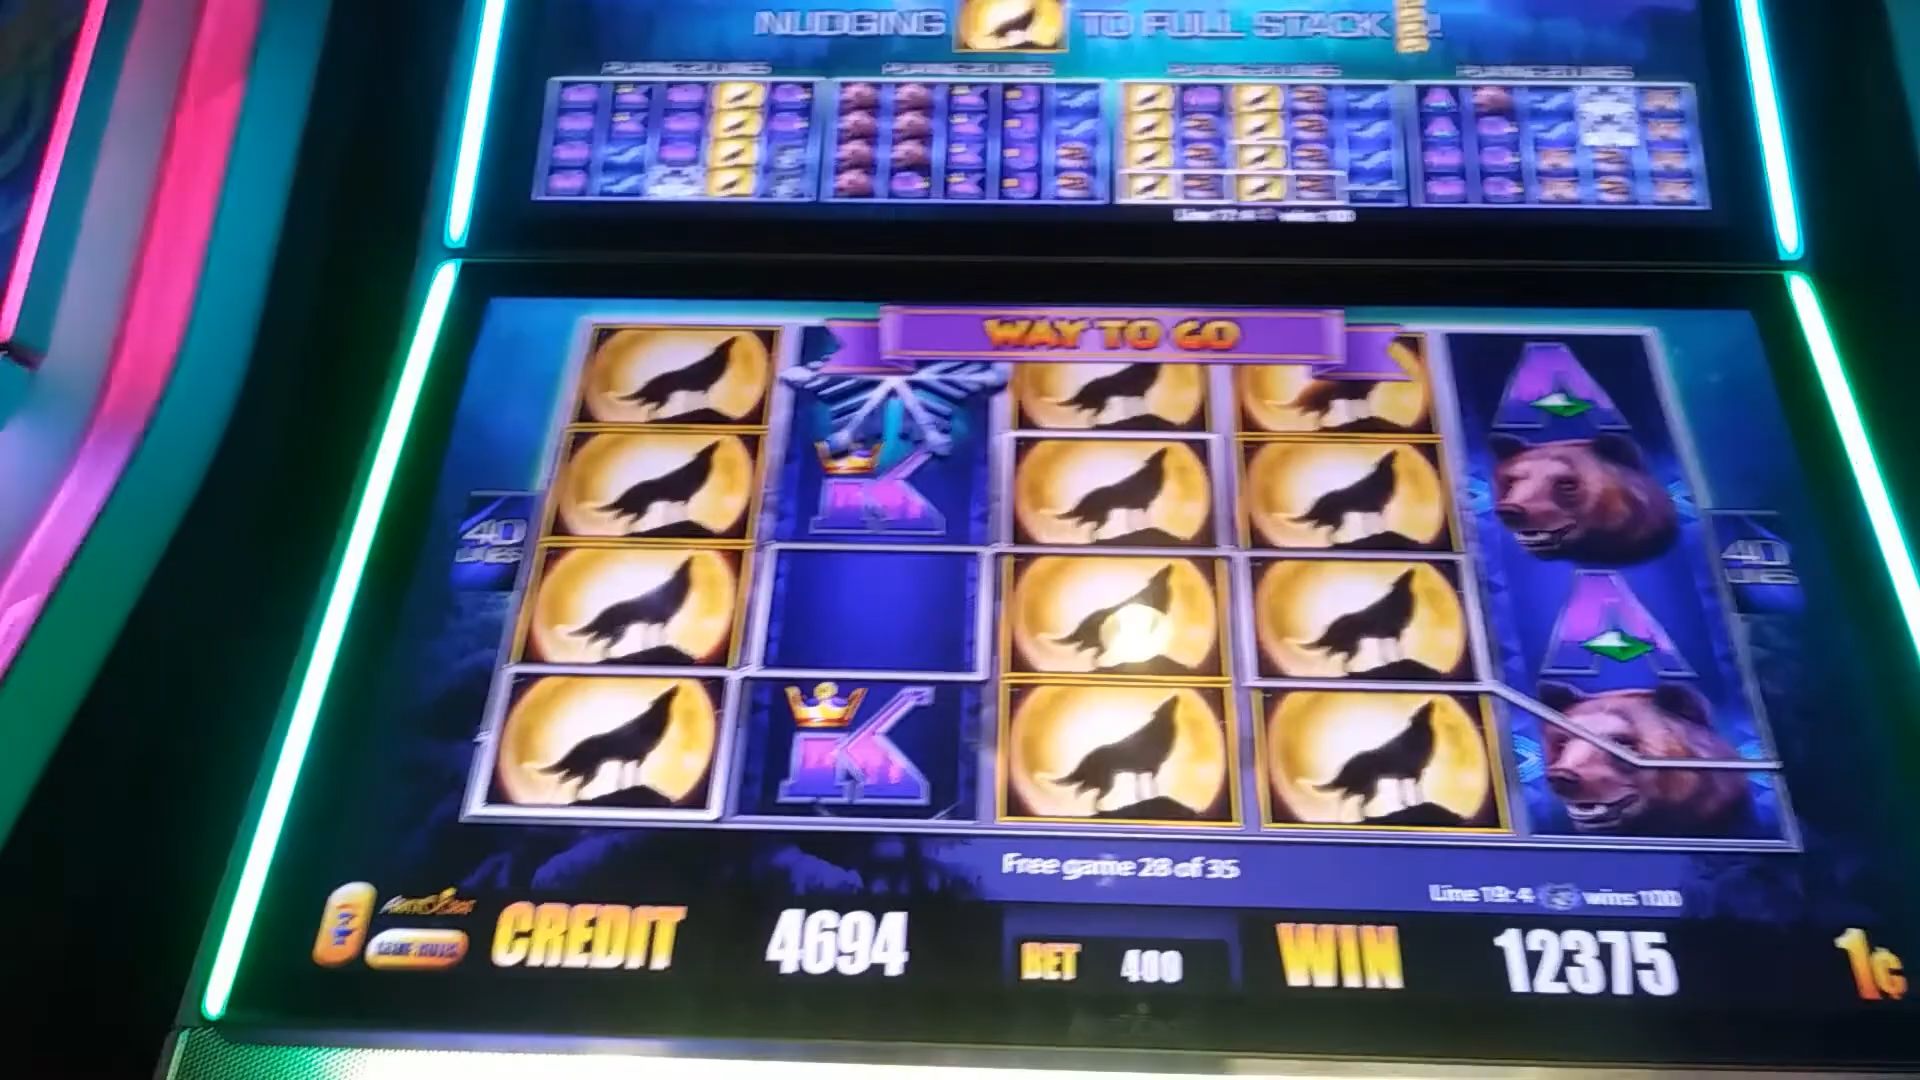 NUDGING TO FULL STACK
WAY TO GO
40
LINES
40
LINES
K
K
A
A
Free game 28 of 35
Line 19: 4 wins 100
CREDIT 4694
BET 400
WIN 12375
1¢